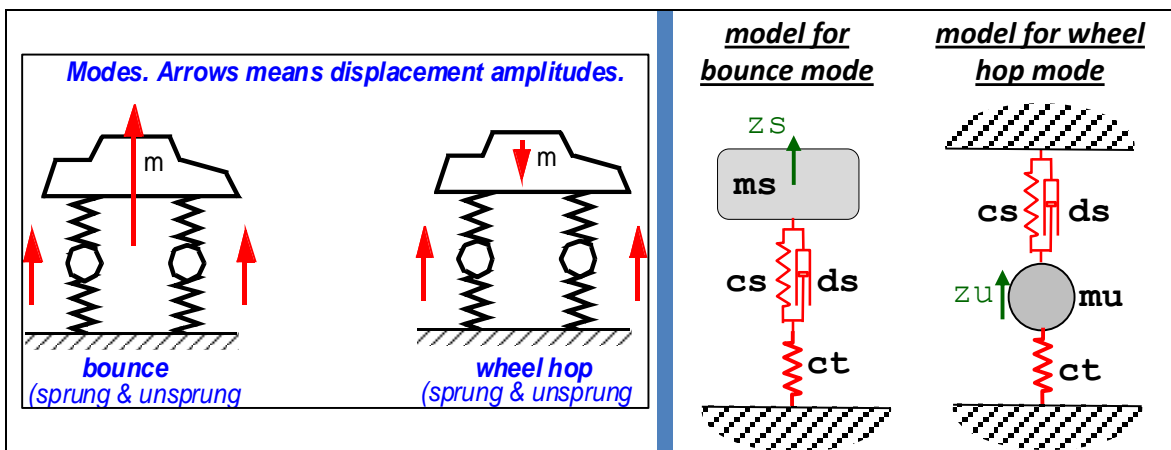 Modes. Arrows means displacement amplitudes.
m
m
bounce
(sprung & unsprung
wheel hop
(sprung & unsprung
model for
bounce mode
zs
ms
cs
ds
ct
model for wheel
hop mode
cs
ds
zu
mu
ct